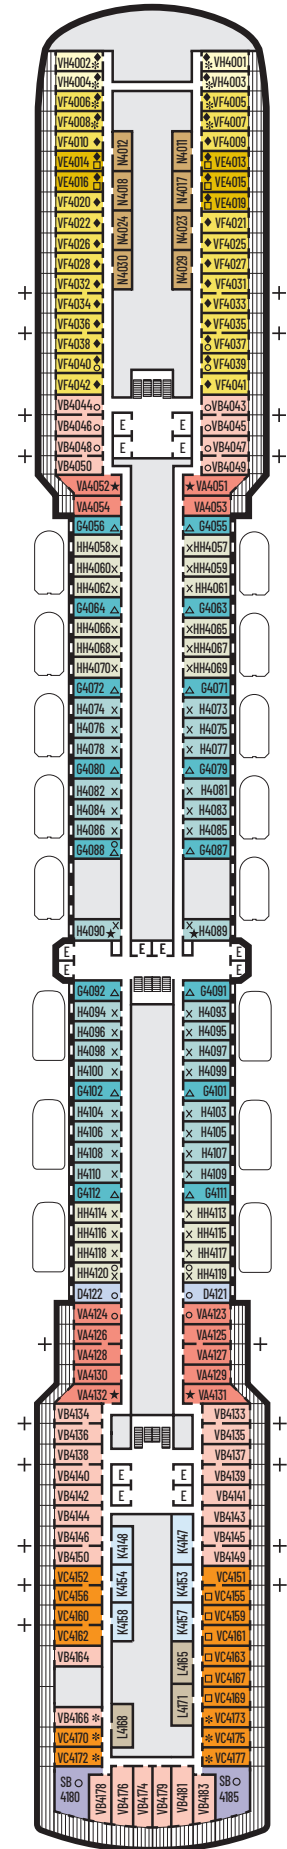 VH4002 VH4001
VH4004 VH4003
VF4006 VF4005
VF4008 VF4007
VF4010 N4012 N4011 VF4009
VE4014 VE4013
VE4016 N4018 N4017 VE4015
VF4020 VE4019
VF4022 N4024 N4023 VF4021
VF4026 VF4025
VF4028 N4030 N4029 VF4027
VF4032 VF4031
VF4034 VF4033
VF4036 VF4035
VF4038 VF4037
VF4040 VF4039
VF4042 VF4041
VB4044 VB4043
VB4046 E E VB4045
VB4048 E E VB4047
VB4050 VB4049
VA4052 VA4051
VA4054 VA4053
G4056 G4055
HH4058 HH4057
HH4060 HH4059
HH4062 HH4061
G4064 G4063
HH4066 HH4065
HH4068 HH4067
HH4070 HH4069
G4072 G4071
H4074 H4073
H4076 H4075
H4078 H4077
G4080 G4079
H4082 H4081
H4084 H4083
H4086 H4085
G4088 G4087
H4090 H4089
E E E E
E E
G4092 G4091
H4094 H4093
H4096 H4095
H4098 H4097
H4100 H4099
G4102 G4101
H4104 H4103
H4106 H4105
H4108 H4107
H4110 H4109
G4112 G4111
HH4114 HH4113
HH4116 HH4115
HH4118 HH4117
HH4120 HH4119
D4122 D4121
VA4124 VA4123
VA4126 VA4125
VA4128 VA4127
VA4130 VA4129
VA4132 VA4131
VB4134 VB4133
VB4136 VB4135
VB4138 VB4137
VB4140 E E VB4139
VB4142 E E VB4141
VB4144 VB4143
VB4146 K4148 K4147 VB4145
VB4150 VB4149
VC4152 K4154 K4153 VC4151
VC4156 VC4155
VC4160 K4158 K4157 VC4159
VC4162 VC4161
VB4164 L4165 VC4163
VC4167
L4171 VC4169
VB4166 L4168 VC4173
VC4170 VC4175
VC4172 VC4177
SB 4180 VB4178 VB4176 VB4174 VB4179 VB4181 VB4183 SB 4185